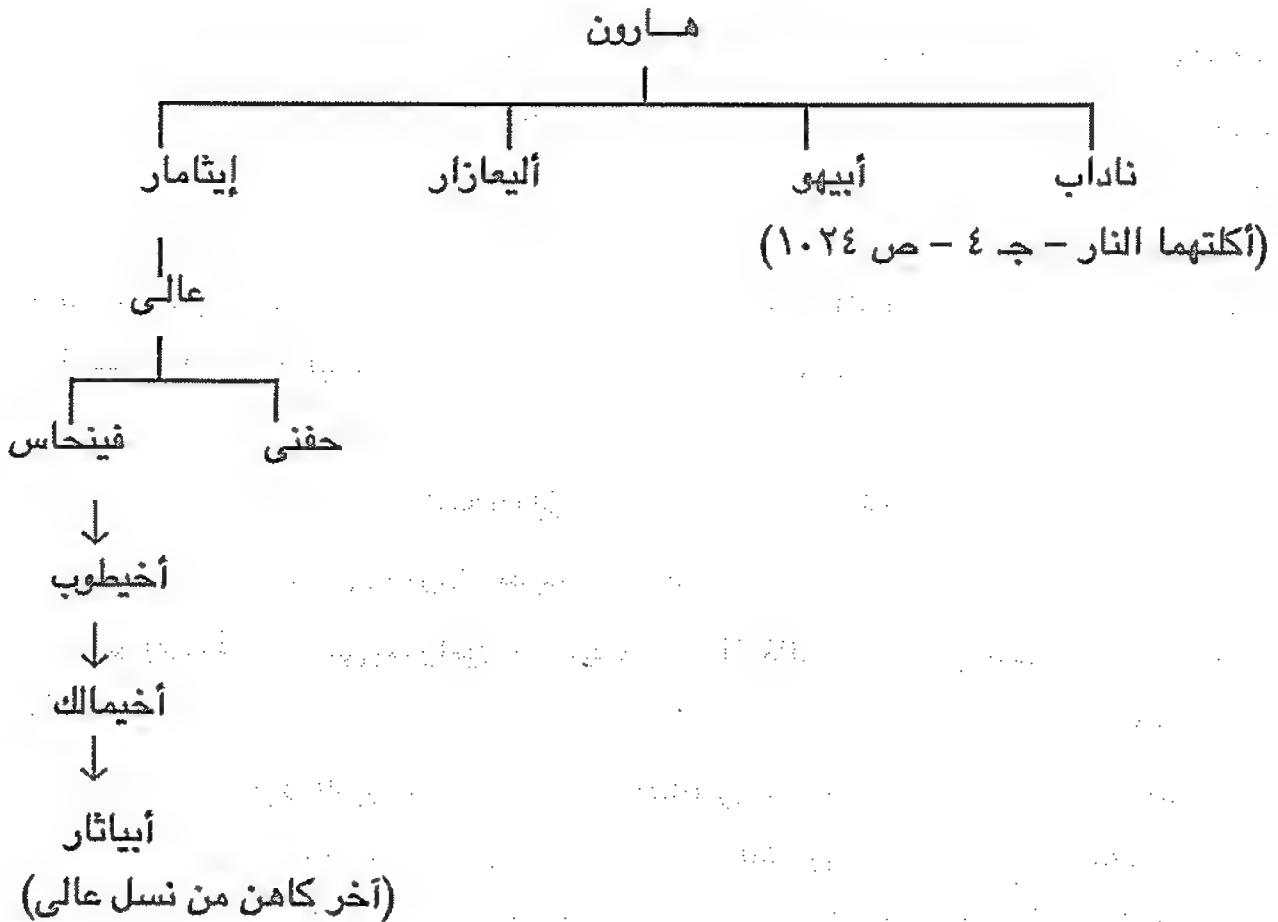 هـارون
ناداب أبيهو أليعازار إيثامار
(أكلتهما النار – جـ ٤ – ص ١٠٢٤)
عالى
حفنى فينحاس
أخيطوب
أخيمالك
أبياثار
(آخر كاهن من نسل عالى)